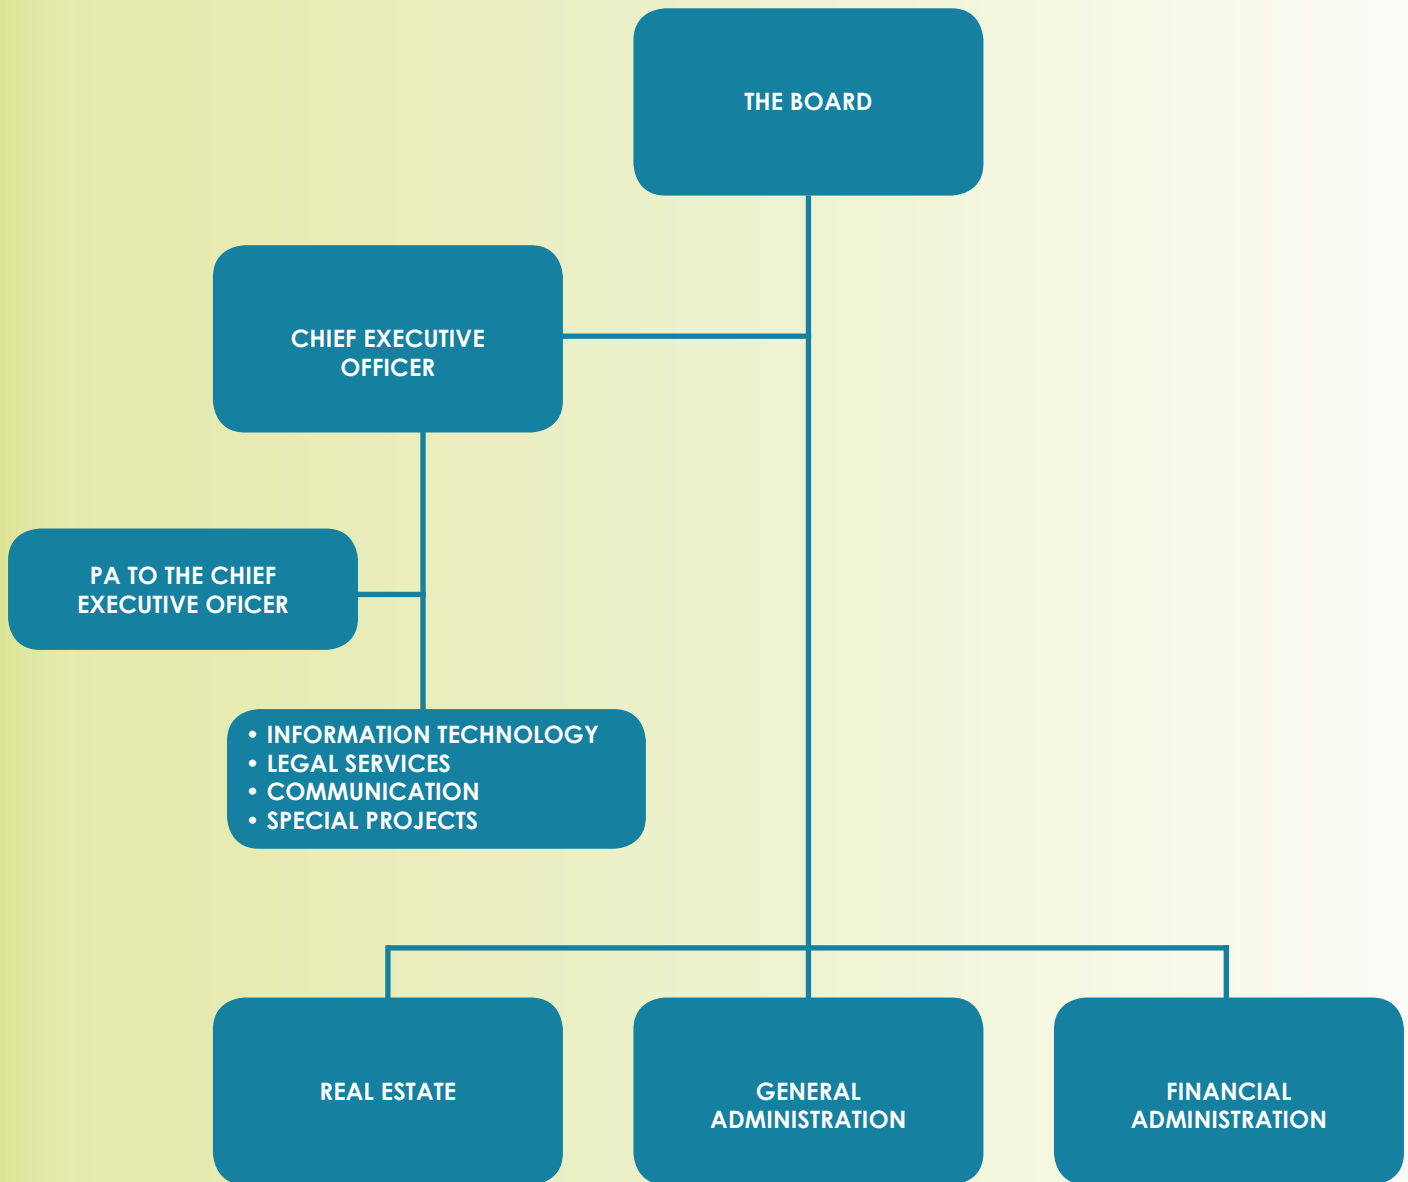 THE BOARD
CHIEF EXECUTIVE
OFFICER
PA TO THE CHIEF
EXECUTIVE OFICER
• INFORMATION TECHNOLOGY
• LEGAL SERVICES
• COMMUNICATION
• SPECIAL PROJECTS
REAL ESTATE
GENERAL
ADMINISTRATION
FINANCIAL
ADMINISTRATION